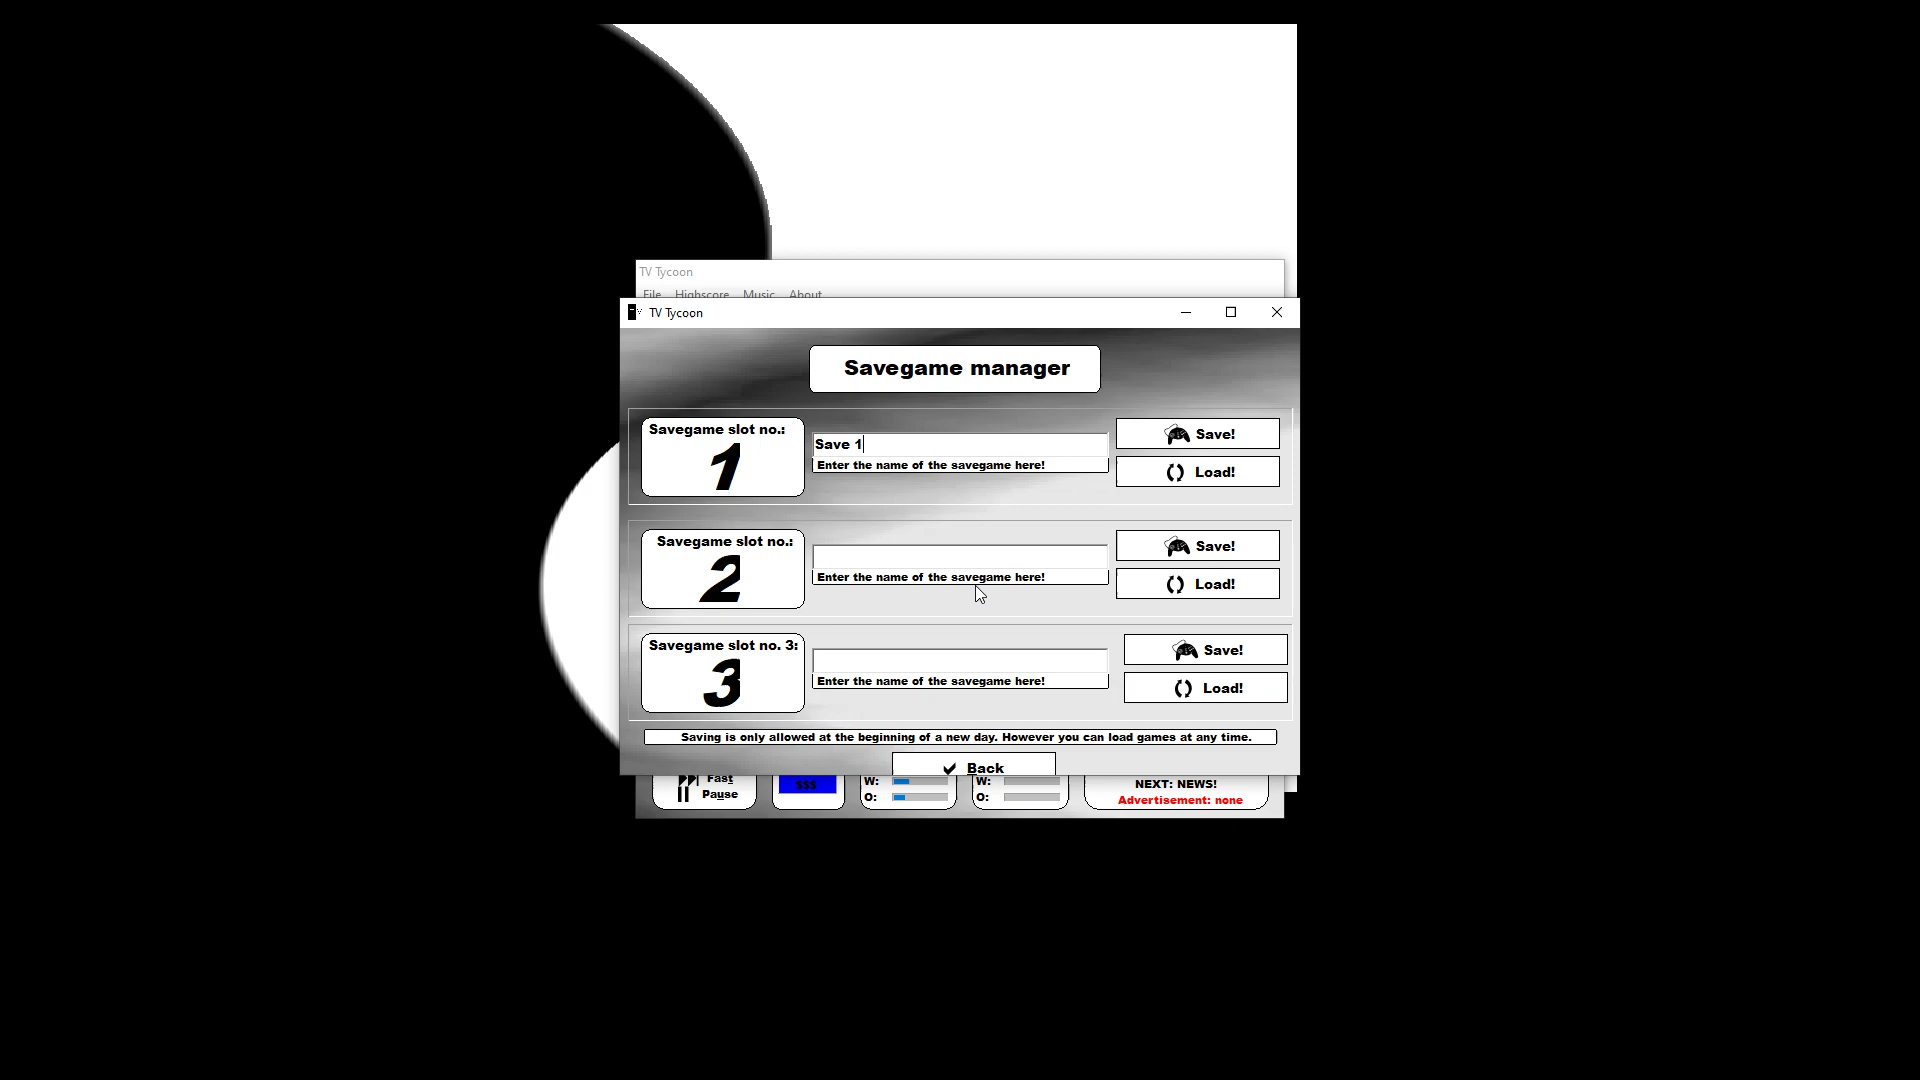 TV Tycoon
File Highscore Music About
TV Tycoon
Savegame manager
Savegame slot no.:
1
Save 1
Enter the name of the savegame here!
Save!
Load!
Savegame slot no.:
2
Enter the name of the savegame here!
Save!
Load!
Savegame slot no. 3:
3
Enter the name of the savegame here!
Save!
Load!
Saving is only allowed at the beginning of a new day. However you can load games at any time.
Back
Fast
Pause
$$$
W:
O:
W:
O:
NEXT: NEWS!
Advertisement: none